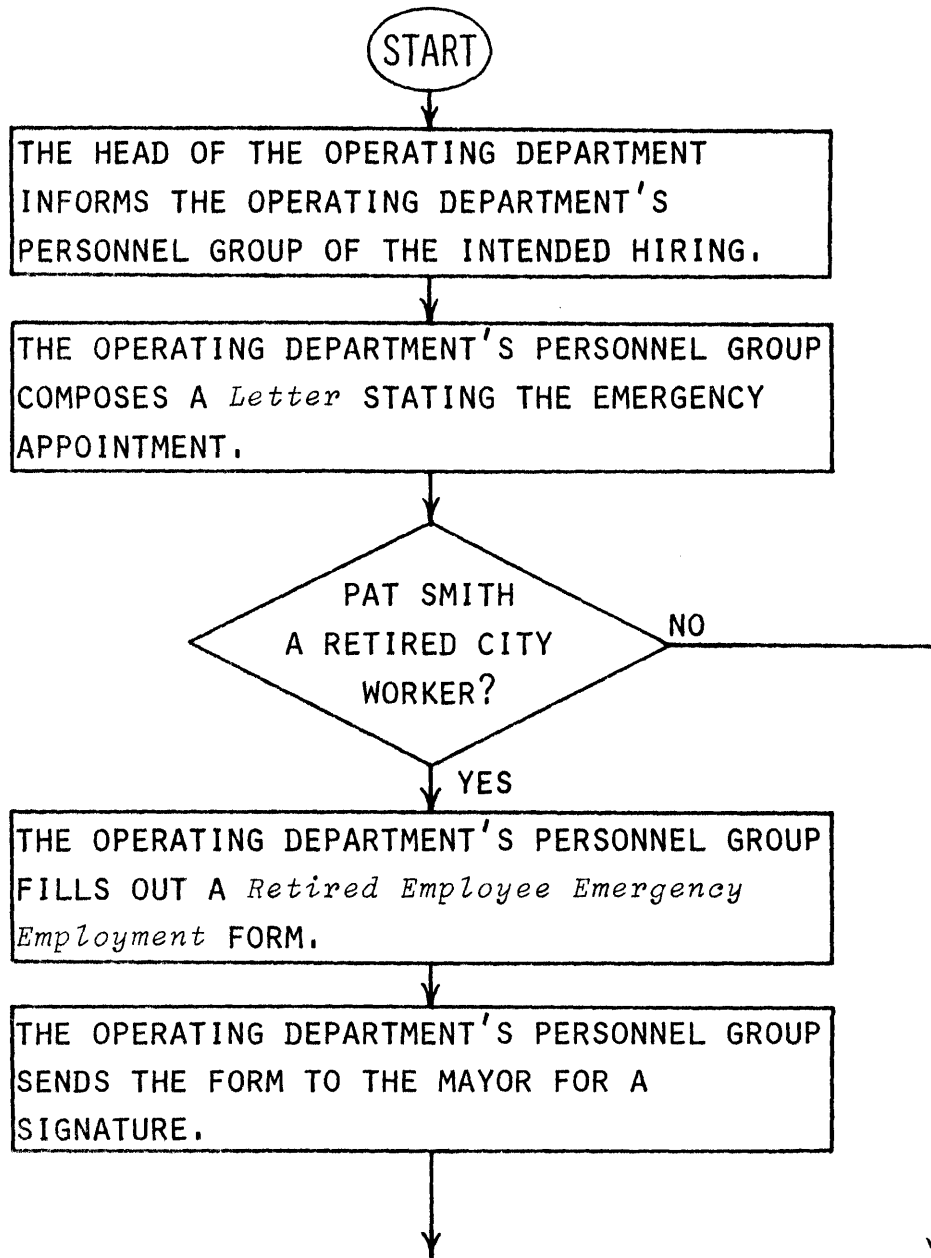 START
THE HEAD OF THE OPERATING DEPARTMENT
INFORMS THE OPERATING DEPARTMENT'S
PERSONNEL GROUP OF THE INTENDED HIRING.
THE OPERATING DEPARTMENT'S PERSONNEL GROUP
COMPOSES A Letter STATING THE EMERGENCY
APPOINTMENT.
PAT SMITH
A RETIRED CITY
WORKER?
NO
YES
THE OPERATING DEPARTMENT'S PERSONNEL GROUP
FILLS OUT A Retired Employee Emergency
Employment FORM.
THE OPERATING DEPARTMENT'S PERSONNEL GROUP
SENDS THE FORM TO THE MAYOR FOR A
SIGNATURE.